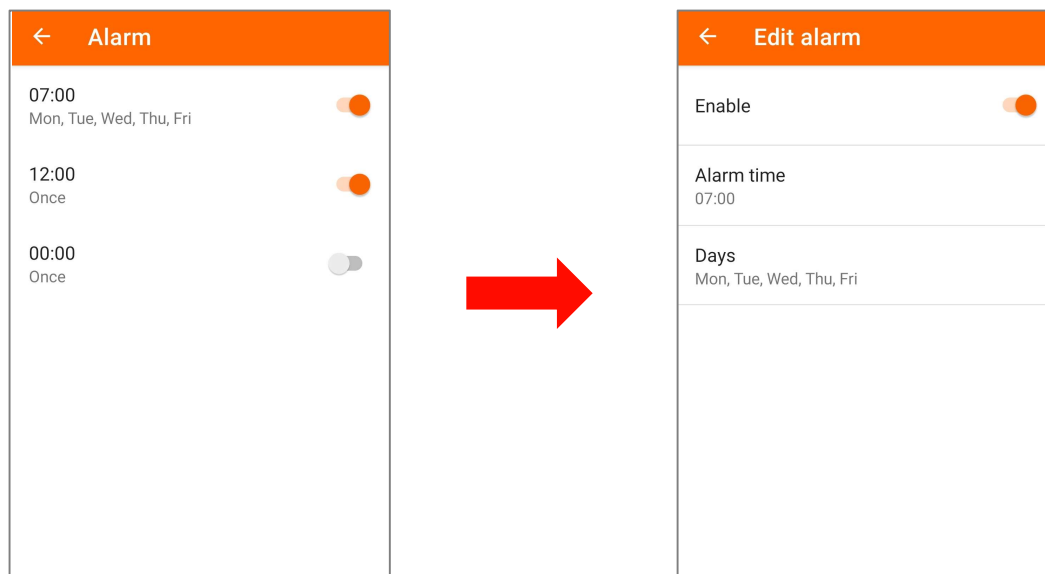 Alarm
07:00
Mon, Tue, Wed, Thu, Fri
12:00
Once
00:00
Once
Edit alarm
Enable
Alarm time
07:00
Days
Mon, Tue, Wed, Thu, Fri